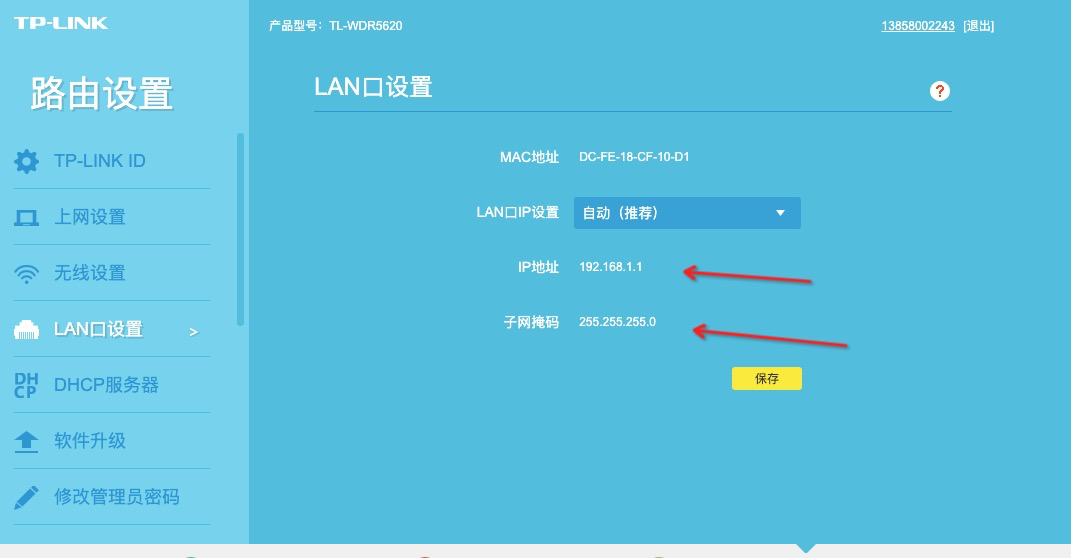 TP-LINK
产品型号：TL-WDR5620
13858002243 [退出]
路由设置
LAN口设置
?
TP-LINK ID
上网设置
无线设置
LAN口设置 >
DHCP服务器
软件升级
修改管理员密码
MAC地址 DC-FE-18-CF-10-D1
LAN口IP设置 自动（推荐）
IP地址 192.168.1.1
子网掩码 255.255.255.0
保存